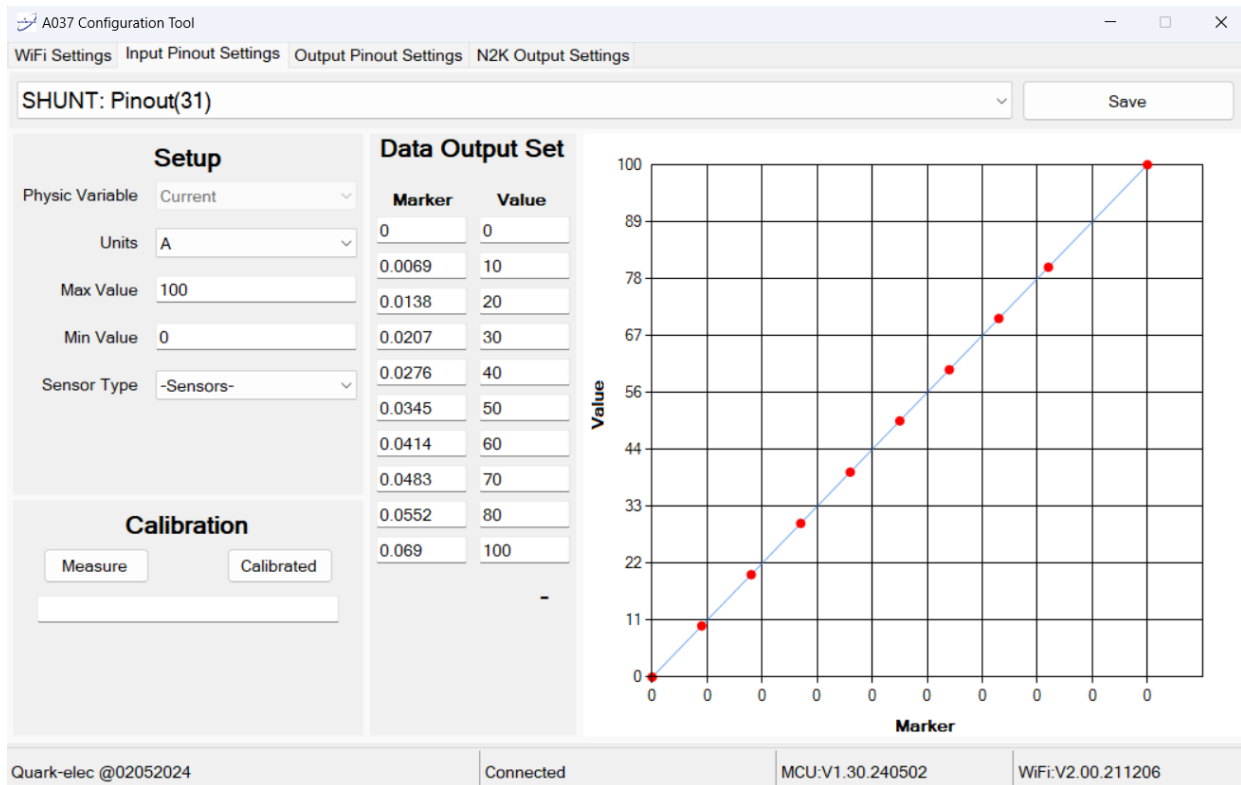 A037 Configuration Tool
WiFi Settings Input Pinout Settings Output Pinout Settings N2K Output Settings
SHUNT: Pinout(31)
Save
Setup
Physic Variable Current
Units A
Max Value 100
Min Value 0
Sensor Type -Sensors-
Calibration
Measure Calibrated
Data Output Set
Marker Value
0 0
0.0069 10
0.0138 20
0.0207 30
0.0276 40
0.0345 50
0.0414 60
0.0483 70
0.0552 80
0.069 100
-
100
89
78
67
56
44
33
22
11
0
Value
0 0 0 0 0 0 0 0 0 0
Marker
Quark-elec @02052024 Connected MCU:V1.30.240502 WiFi:V2.00.211206